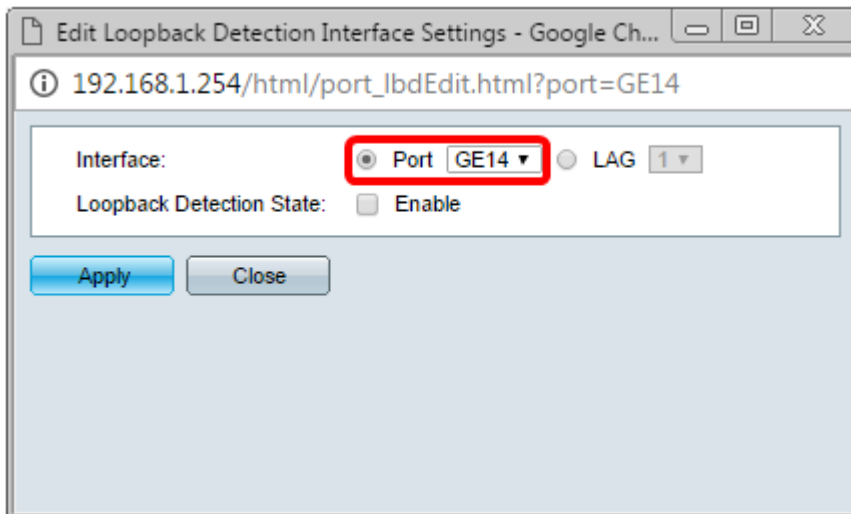 Edit Loopback Detection Interface Settings - Google Ch...
192.168.1.254/html/port_lbdEdit.html?port=GE14
Interface: Port GE14 LAG 1
Loopback Detection State: Enable
Apply Close